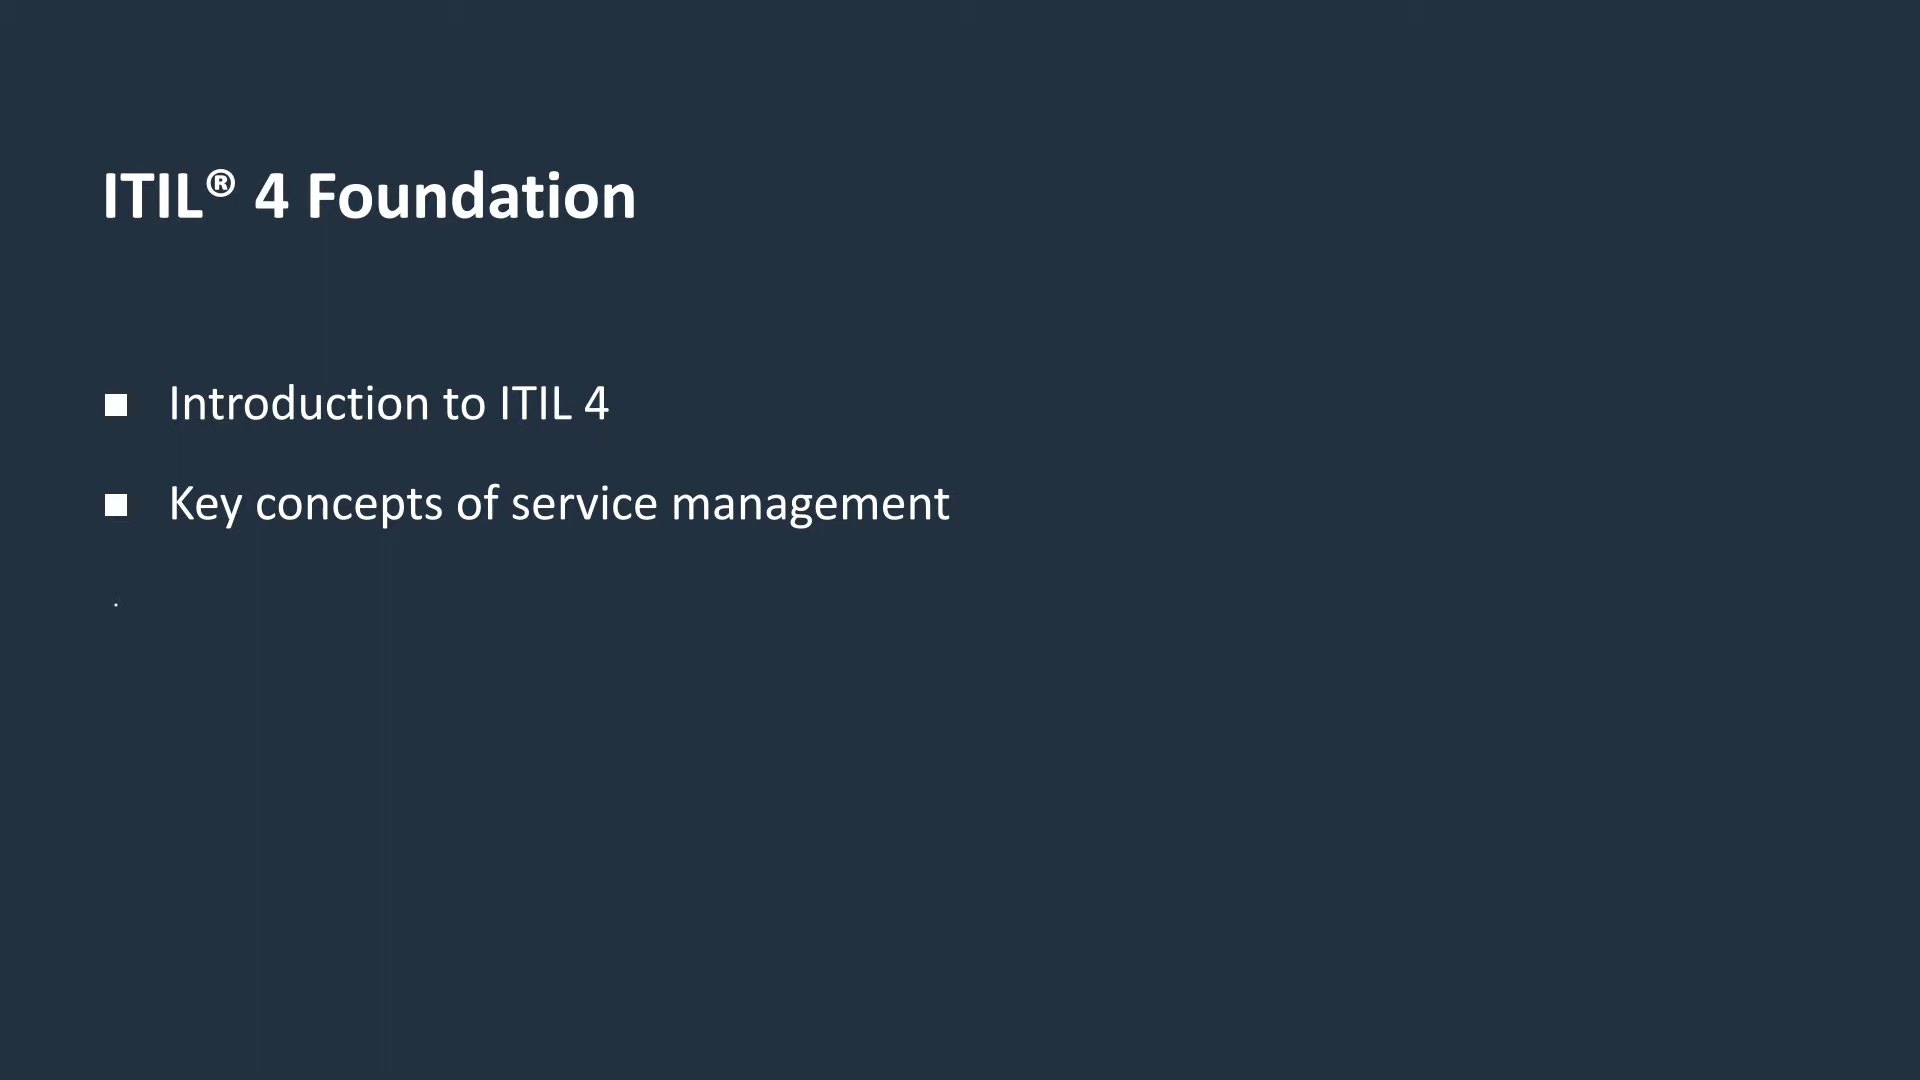 ITIL® 4 Foundation
Introduction to ITIL 4
Key concepts of service management